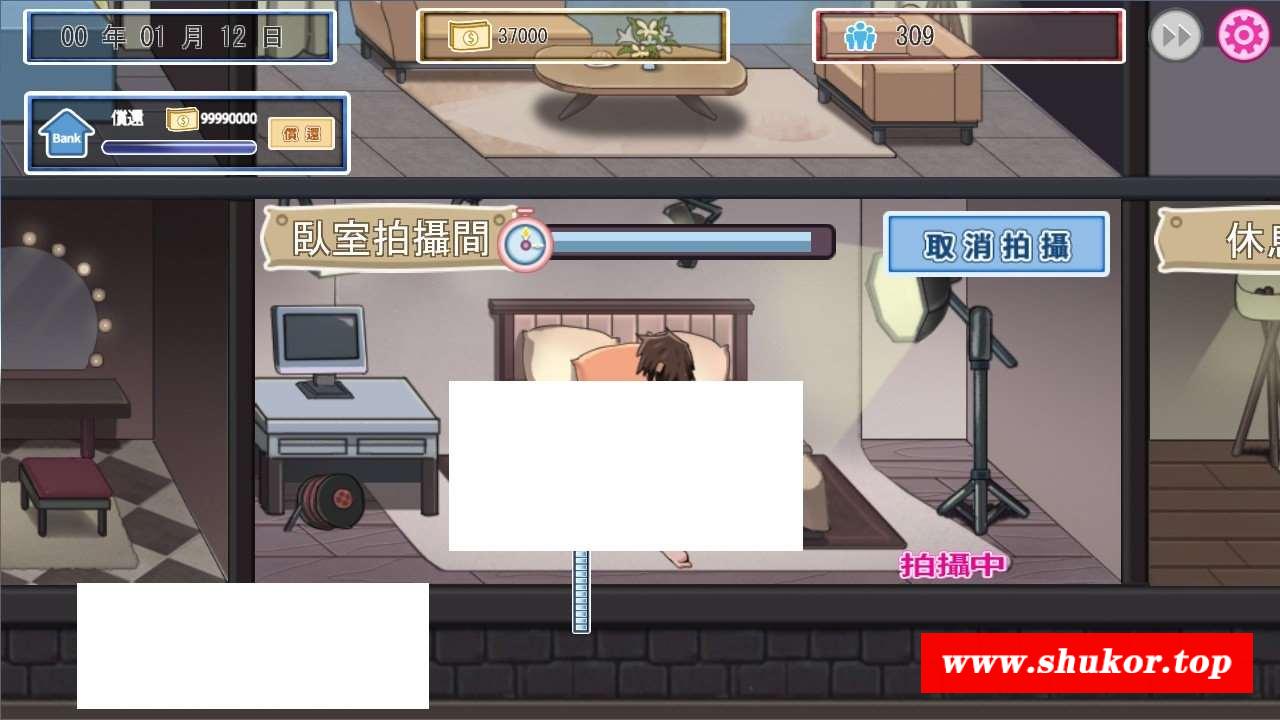 00 年 01 月 12 日
37000
309
Bank
償還
99990000
償還
臥室拍攝間
取消拍攝
休息
拍攝中
www.shukor.top